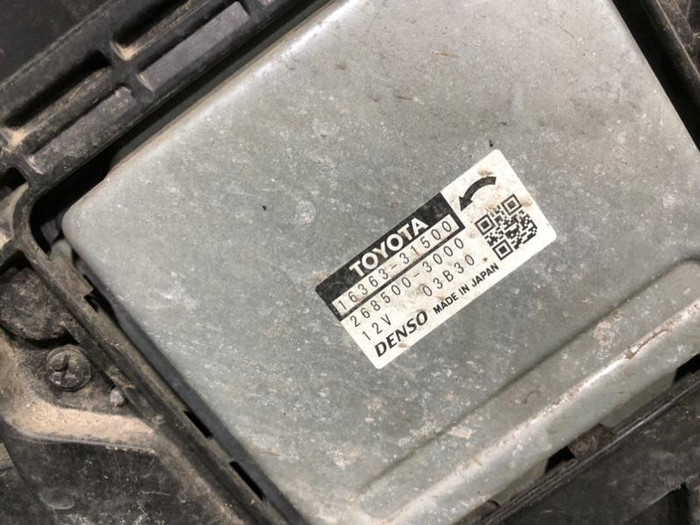 TOYOTA
16363-31500
268500-3000
12V 03B30
DENSO MADE IN JAPAN